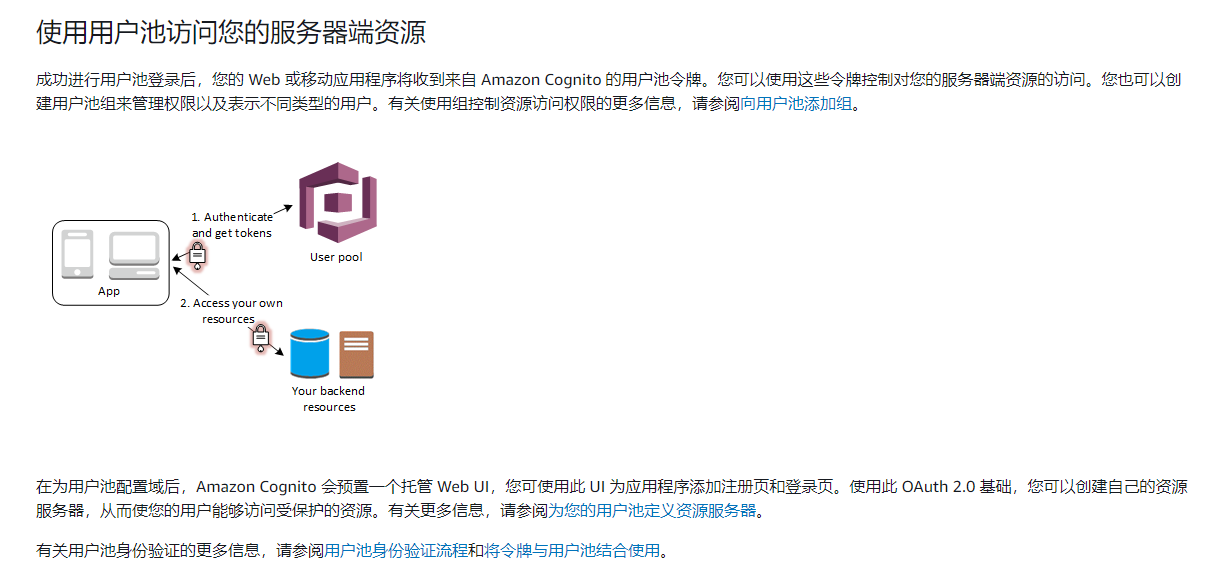 使用用户池访问您的服务器端资源
成功进行用户池登录后，您的 Web 或移动应用程序将收到来自 Amazon Cognito 的用户池令牌。您可以使用这些令牌控制对您的服务器端资源的访问。您也可以创
建用户池组来管理权限以及表示不同类型的用户。有关使用组控制资源访问权限的更多信息，请参阅向用户池添加组。
1. Authenticate
and get tokens
User pool
App
2. Access your own
resources
Your backend
resources
在为用户池配置域后，Amazon Cognito 会预置一个托管 Web UI，您可使用此 UI 为应用程序添加注册页和登录页。使用此 OAuth 2.0 基础，您可以创建自己的资源
服务器，从而使您的用户能够访问受保护的资源。有关更多信息，请参阅为您的用户池定义资源服务器。
有关用户池身份验证的更多信息，请参阅用户池身份验证流程和将令牌与用户池结合使用。